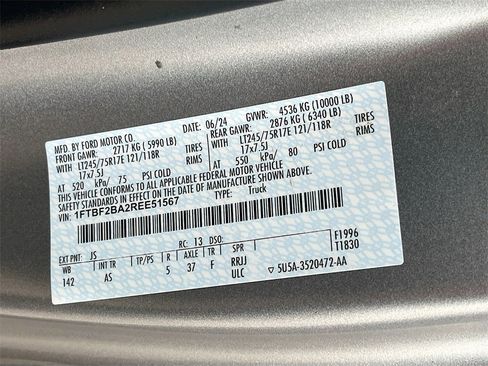 MFD. BY FORD MOTOR CO. 06/24 GVWR: 4536 KG (10000 LB)
FRONT GAWR: 2717 KG ( 5990 LB) REAR GAWR: 2876 KG ( 6340 LB)
WITH LT245/75R17E 121/118R TIRES WITH LT245/75R17E 121/118R TIRES
17x7.5J RIMS 17x7.5J RIMS
AT 520 kPa/ 75 PSI COLD AT 550 kPa/ 80 PSI COLD
THIS VEHICLE CONFORMS TO ALL APPLICABLE FEDERAL MOTOR VEHICLE
SAFETY STANDARDS IN EFFECT ON THE DATE OF MANUFACTURE SHOWN ABOVE.
VIN: 1FTBF2BA2REE51567 TYPE: Truck
EXT PNT: JS RC: 13 F1996
WB INT TR TP/PS R AXLE TR SPR T1830
142 AS 5 37 F RRJJ
ULC ▽ 5U5A-3520472-AA